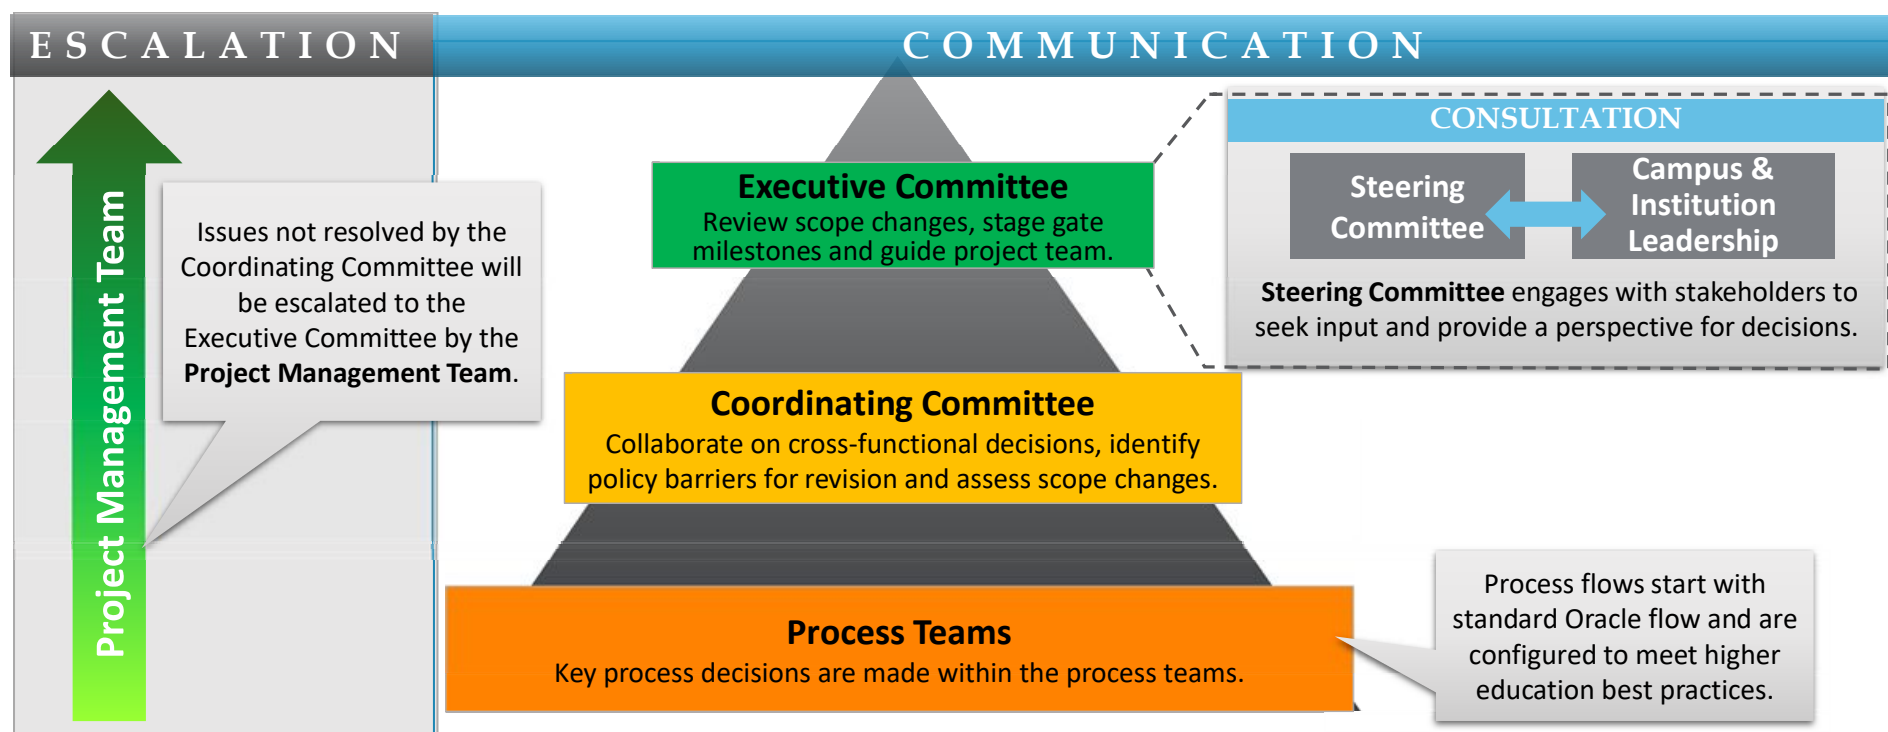 ESCALATION
COMMUNICATION
Project Management Team
Issues not resolved by the
Coordinating Committee will
be escalated to the
Executive Committee by the
Project Management Team.
Executive Committee
Review scope changes, stage gate
milestones and guide project team.
CONSULTATION
Steering
Committee
Campus &
Institution
Leadership
Steering Committee engages with stakeholders to
seek input and provide a perspective for decisions.
Coordinating Committee
Collaborate on cross-functional decisions, identify
policy barriers for revision and assess scope changes.
Process Teams
Key process decisions are made within the process teams.
Process flows start with
standard Oracle flow and are
configured to meet higher
education best practices.